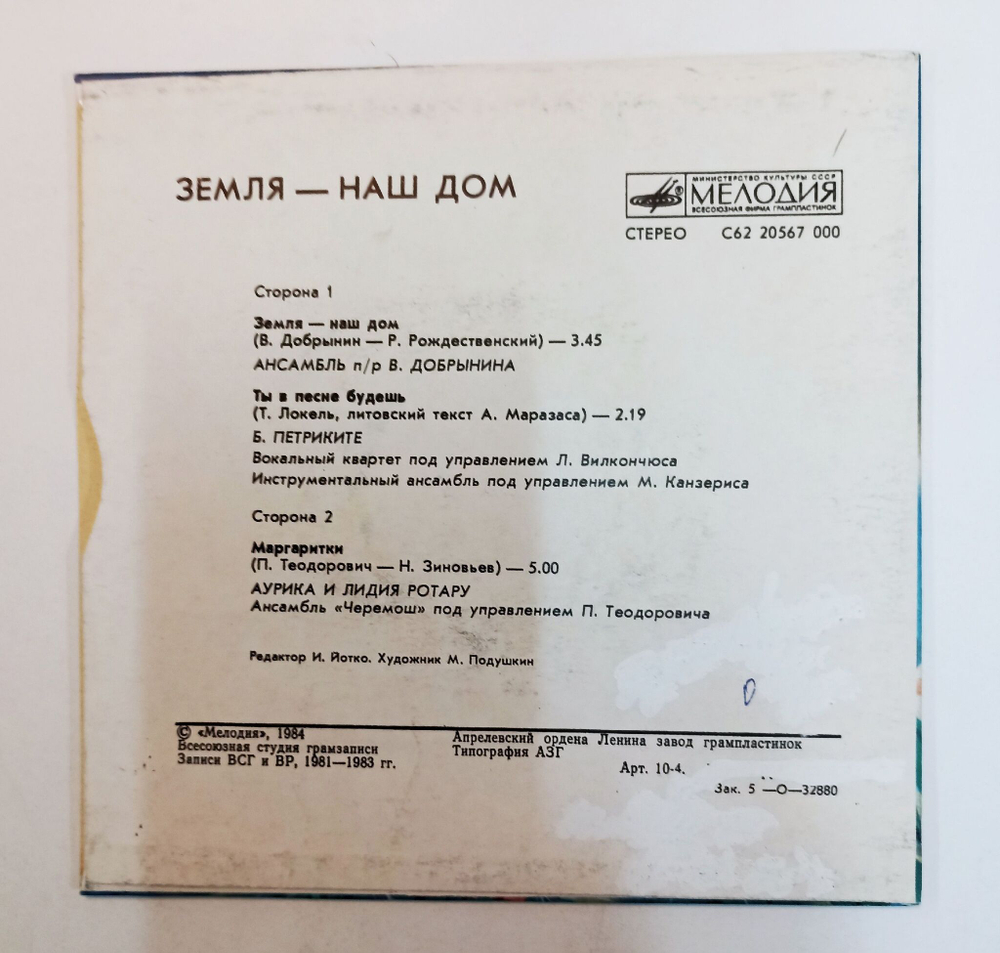 ЗЕМЛЯ — НАШ ДОМ
МИНИСТЕРСТВО КУЛЬТУРЫ СССР
МЕЛОДИЯ
ВСЕСОЮЗНАЯ ФИРМА ГРАМПЛАСТИНОК
СТЕРЕО С62 20567 000
Сторона 1
Земля — наш дом
(В. Добрынин — Р. Рождественский) — 3.45
АНСАМБЛЬ п/р В. ДОБРЫНИНА
Ты в песне будешь
(Т. Локель, литовский текст А. Маразаса) — 2.19
Б. ПЕТРИКИТЕ
Вокальный квартет под управлением Л. Вилкончюса
Инструментальный ансамбль под управлением М. Канзериса
Сторона 2
Маргаритки
(П. Теодорович — Н. Зиновьев) — 5.00
АУРИКА И ЛИДИЯ РОТАРУ
Ансамбль «Черемош» под управлением П. Теодоровича
Редактор И. Йотко. Художник М. Подушкин
© «Мелодия», 1984
Всесоюзная студия грамзаписи
Записи ВСГ и ВР, 1981—1983 гг.
Апрелевский ордена Ленина завод грампластинок
Типография АЗГ
Арт. 10-4.
Зак. 5 —О—32880